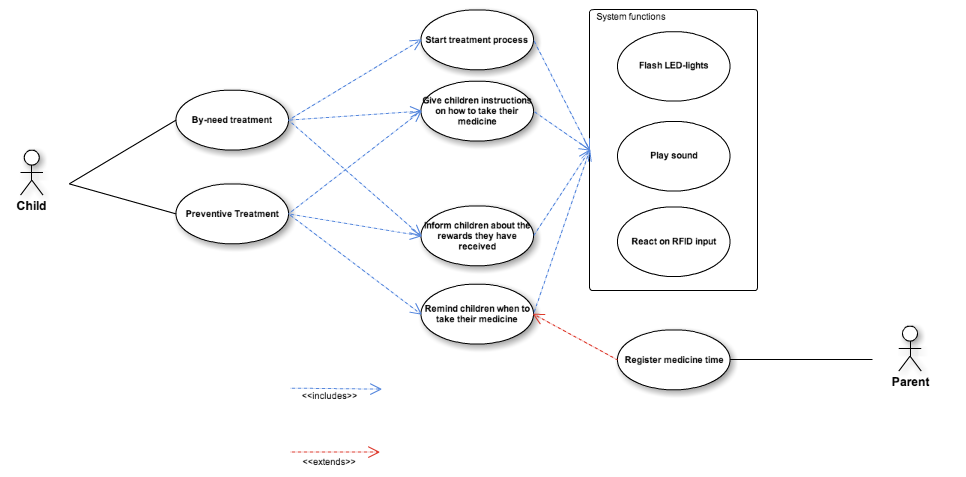 System functions
Start treatment process
Flash LED-lights
Give children instructions
on how to take their
medicine
By-need treatment
Play sound
Child
Preventive Treatment
Inform children about the
rewards they have
received
React on RFID input
Remind children when to
take their medicine
Register medicine time
Parent
<<includes>>
<<extends>>